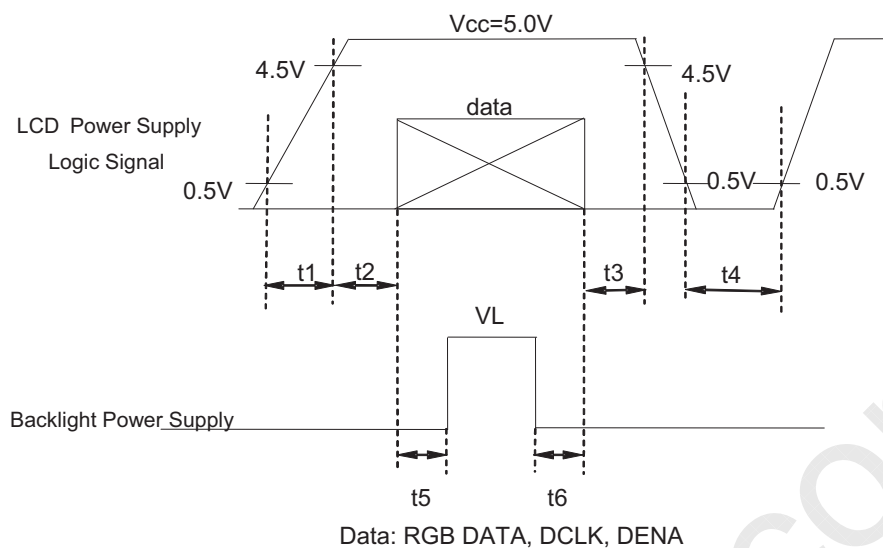 Vcc=5.0V
4.5V
4.5V
data
LCD Power Supply
Logic Signal
0.5V
0.5V
0.5V
t1
t2
t3
t4
VL
Backlight Power Supply
t5
t6
Data: RGB DATA, DCLK, DENA